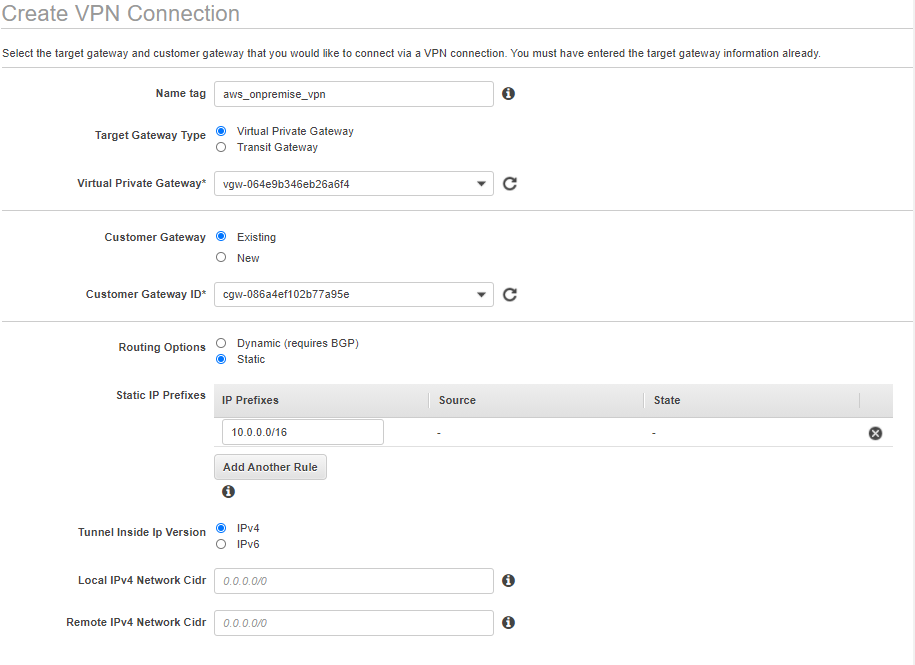 Create VPN Connection
Select the target gateway and customer gateway that you would like to connect via a VPN connection. You must have entered the target gateway information already.
Name tag aws_onpremise_vpn
Target Gateway Type Virtual Private Gateway
Transit Gateway
Virtual Private Gateway* vgw-064e9b346eb26a6f4
Customer Gateway Existing
New
Customer Gateway ID* cgw-086a4ef102b77a95e
Routing Options Dynamic (requires BGP)
Static
Static IP Prefixes IP Prefixes Source State
10.0.0.0/16 - -
Add Another Rule
Tunnel Inside Ip Version IPv4
IPv6
Local IPv4 Network Cidr 0.0.0.0/0
Remote IPv4 Network Cidr 0.0.0.0/0